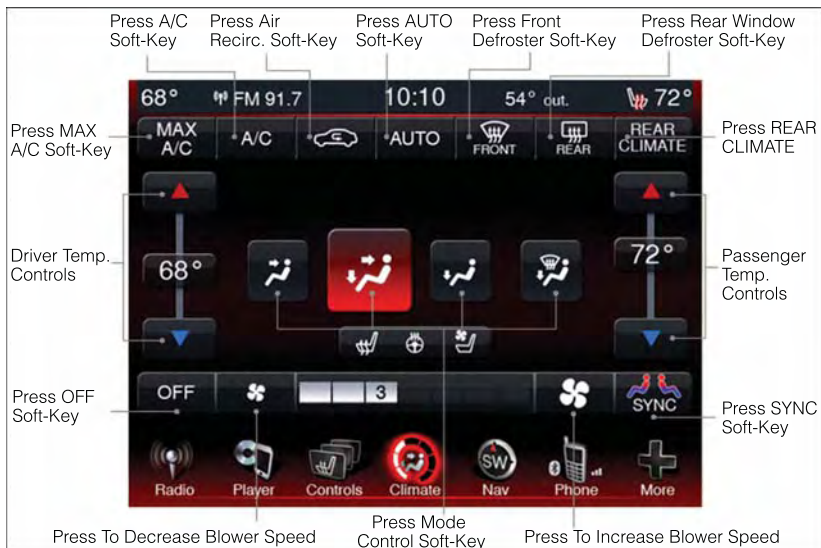 Press A/C
Soft-Key
Press Air
Recirc. Soft-Key
Press AUTO
Soft-Key
Press Front
Defroster Soft-Key
Press Rear Window
Defroster Soft-Key
68° FM 91.7 10:10 54° out. 72°
Press MAX
A/C Soft-Key
MAX
A/C
A/C
AUTO
FRONT
REAR
REAR
CLIMATE
Press REAR
CLIMATE
Driver Temp.
Controls
68°
72°
Passenger
Temp.
Controls
Press OFF
Soft-Key
OFF
3
SYNC
Press SYNC
Soft-Key
SW
Radio Player Controls Climate Nav Phone More
Press To Decrease Blower Speed
Press Mode
Control Soft-Key
Press To Increase Blower Speed